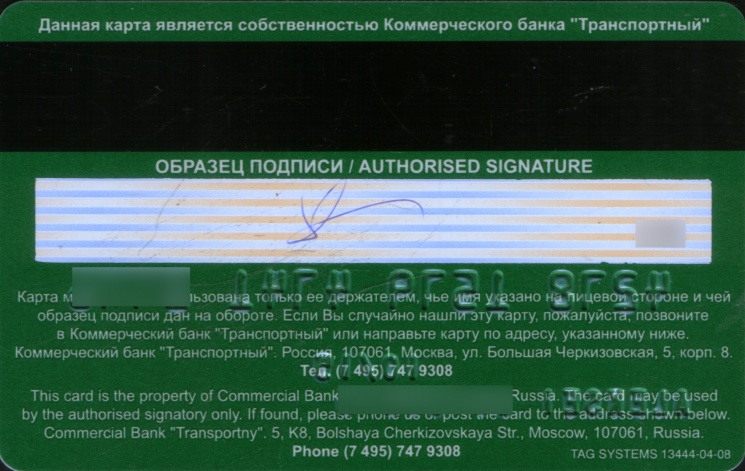 Данная карта является собственностью Коммерческого банка "Транспортный"
ОБРАЗЕЦ ПОДПИСИ / AUTHORISED SIGNATURE
Карта только ее держателем, чье имя указано на лицевой стороне и чей
образец подписи дан на обороте. Если Вы случайно нашли эту карту, пожалуйста, позвоните
в Коммерческий банк "Транспортный" или направьте карту по адресу, указанному ниже.
Коммерческий банк "Транспортный". Россия, 107061, Москва, ул. Большая Черкизовская, 5, корп. 8.
Тел. (7 495) 747 9308
This card is the property of Commercial Bank Russia. The card may be used
by the authorised signatory only. If found, please phone us or post the card to the address shown below.
Commercial Bank "Transportny". 5, K8, Bolshaya Cherkizovskaya Str., Moscow, 107061, Russia.
Phone (7 495) 747 9308
TAG SYSTEMS 13444-04-08